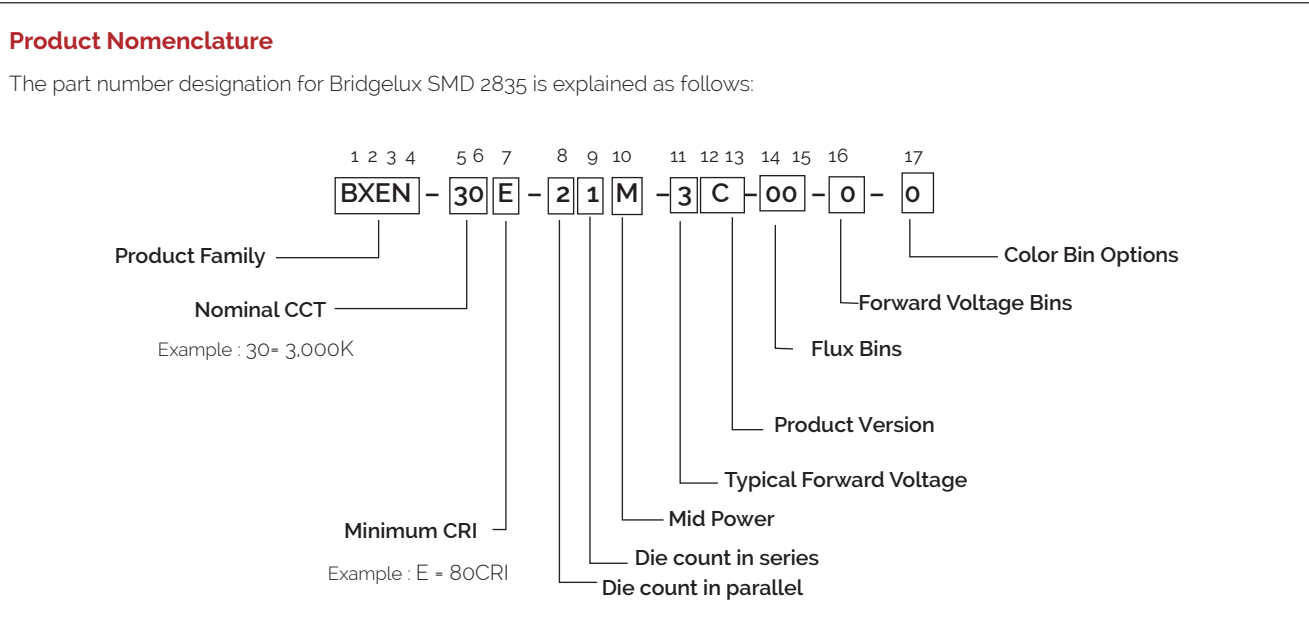 Product Nomenclature
The part number designation for Bridgelux SMD 2835 is explained as follows:
1 2 3 4 5 6 7 8 9 10 11 12 13 14 15 16 17
BXEN – 30 E – 2 1 M – 3 C – 00 – 0 – 0
Product Family
Color Bin Options
Nominal CCT
Forward Voltage Bins
Example : 30= 3,000K
Flux Bins
Product Version
Typical Forward Voltage
Mid Power
Minimum CRI
Die count in series
Example : E = 80CRI
Die count in parallel